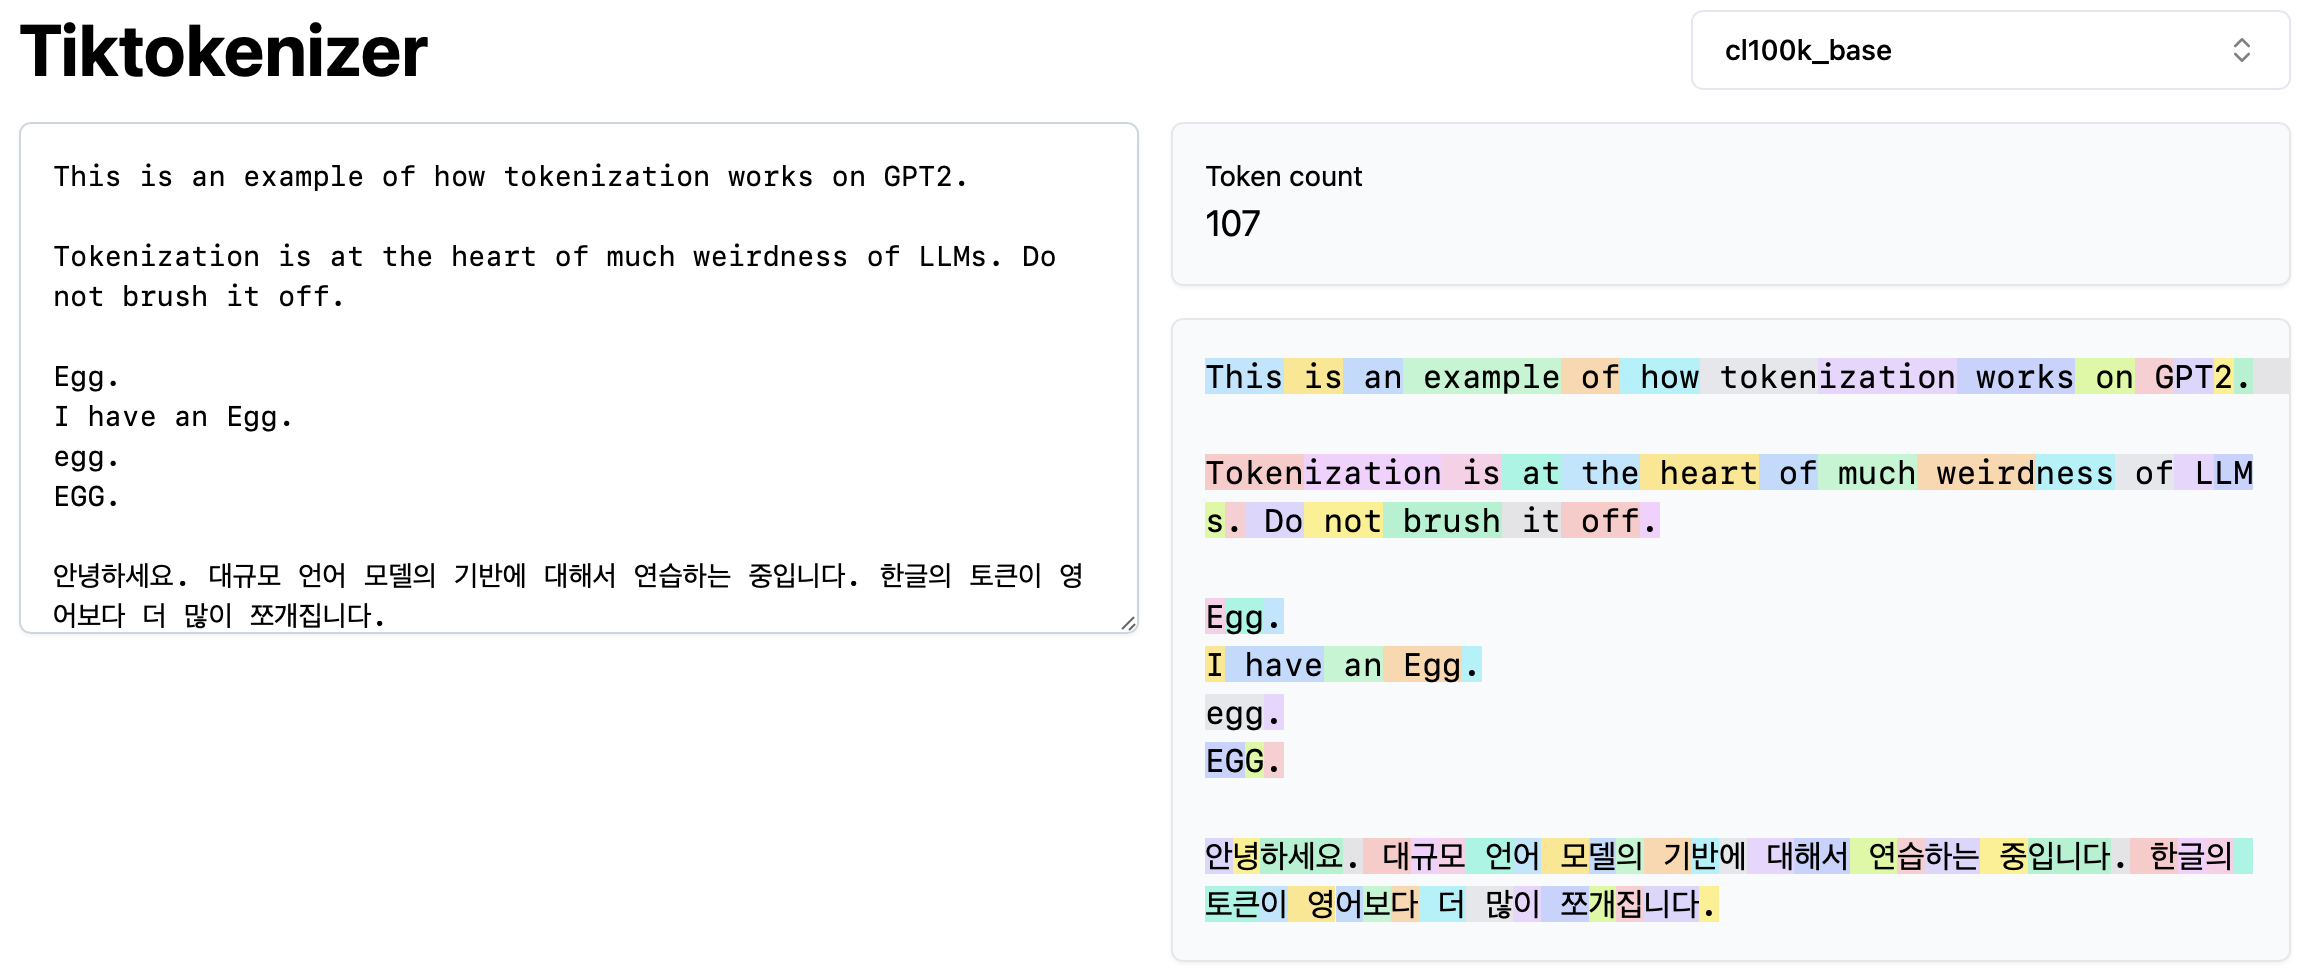 Tiktokenizer
cl100k_base
This is an example of how tokenization works on GPT2.
Tokenization is at the heart of much weirdness of LLMs. Do
not brush it off.
Egg.
I have an Egg.
egg.
EGG.
안녕하세요. 대규모 언어 모델의 기반에 대해서 연습하는 중입니다. 한글의 토큰이 영
어보다 더 많이 쪼개집니다.
Token count
107
This is an example of how tokenization works on GPT2.
Tokenization is at the heart of much weirdness of LLM
s. Do not brush it off.
Egg.
I have an Egg.
egg.
EGG.
안녕하세요. 대규모 언어 모델의 기반에 대해서 연습하는 중입니다. 한글의
토큰이 영어보다 더 많이 쪼개집니다.